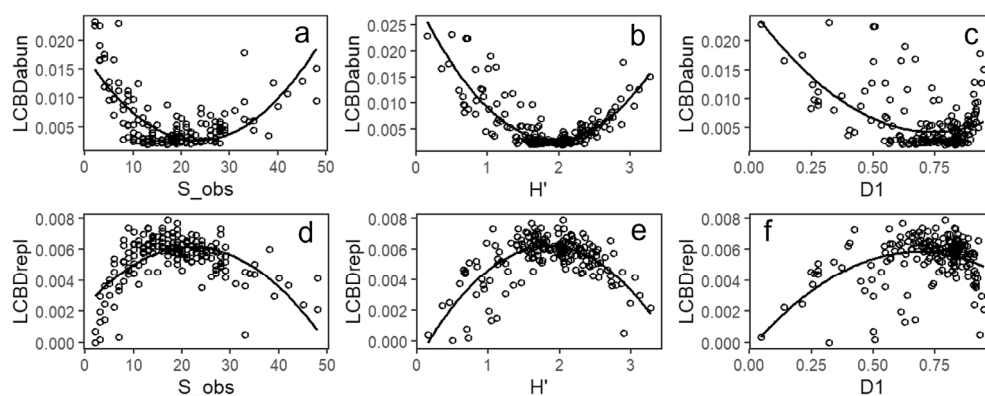 a
b
c
LCBDabun
LCBDabun
LCBDabun
0.020
0.015
0.010
0.005
0.025
0.020
0.015
0.010
0.005
0.020
0.015
0.010
0.005
0 10 20 30 40 50
0 1 2 3
0.00 0.25 0.50 0.75
S_obs
H'
D1
d
e
f
LCBDrepl
LCBDrepl
LCBDrepl
0.008
0.006
0.004
0.002
0.000
0.008
0.006
0.004
0.002
0.000
0.008
0.006
0.004
0.002
0.000
0 10 20 30 40 50
0 1 2 3
0.00 0.25 0.50 0.75
S_obs
H'
D1